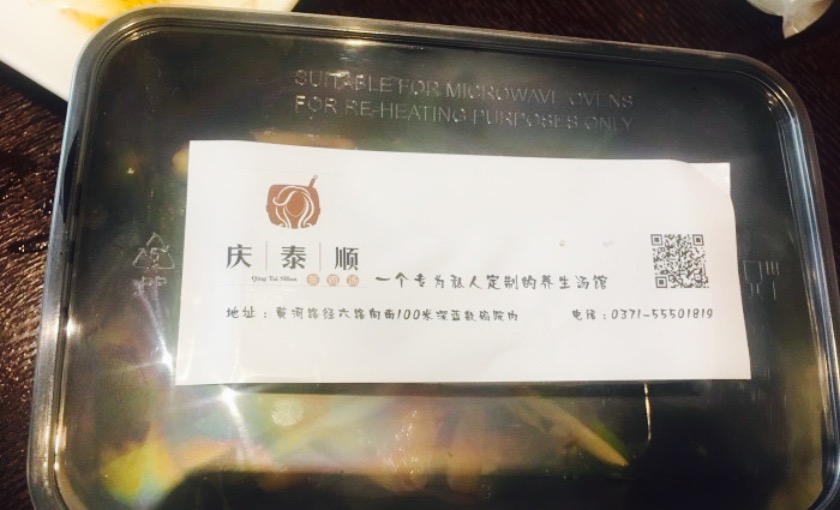 SUITABLE FOR MICROWAVE OVENS
FOR RE-HEATING PURPOSES ONLY
庆泰顺
Qing Tai Shun
一个专为私人定制的养生汤馆
地址：黄河路经六路向南100米深蓝数码院内
电话：0371-55501819
PP